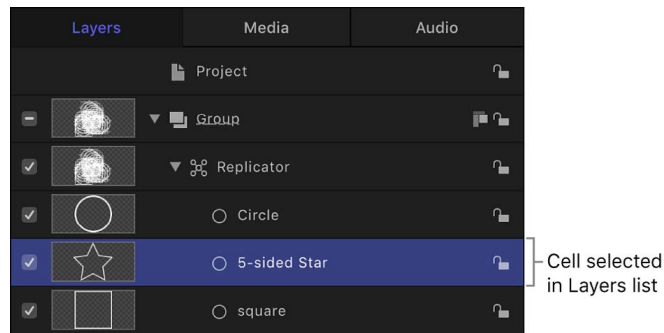 Layers
Media
Audio
Project
Group
Replicator
Circle
5-sided Star
Cell selected
in Layers list
square